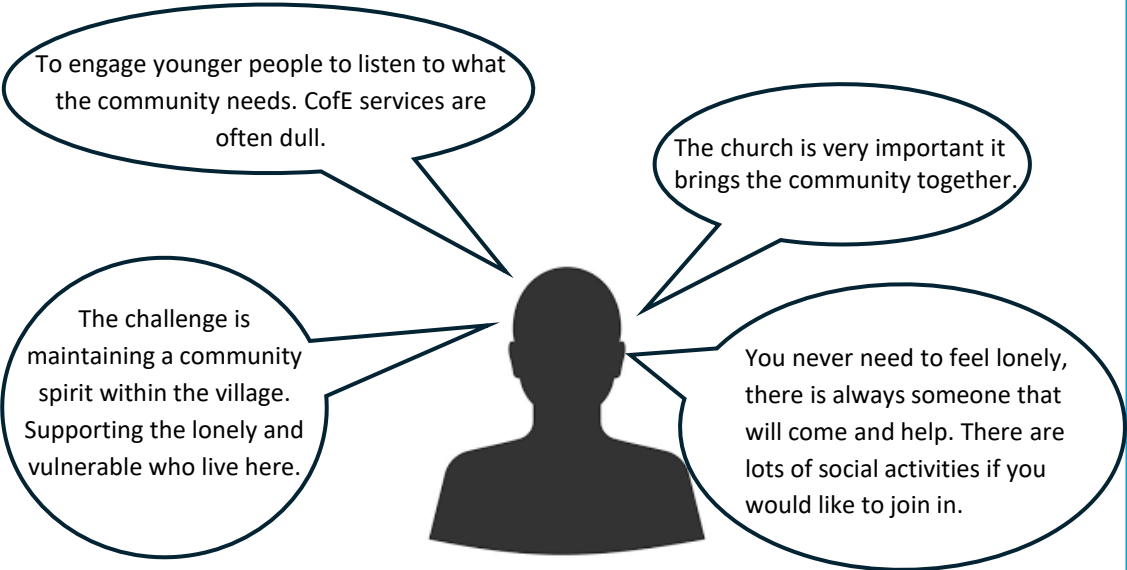 To engage younger people to listen to what
the community needs. CofE services are
often dull.
The church is very important it
brings the community together.
The challenge is
maintaining a community
spirit within the village.
Supporting the lonely and
vulnerable who live here.
You never need to feel lonely,
there is always someone that
will come and help. There are
lots of social activities if you
would like to join in.